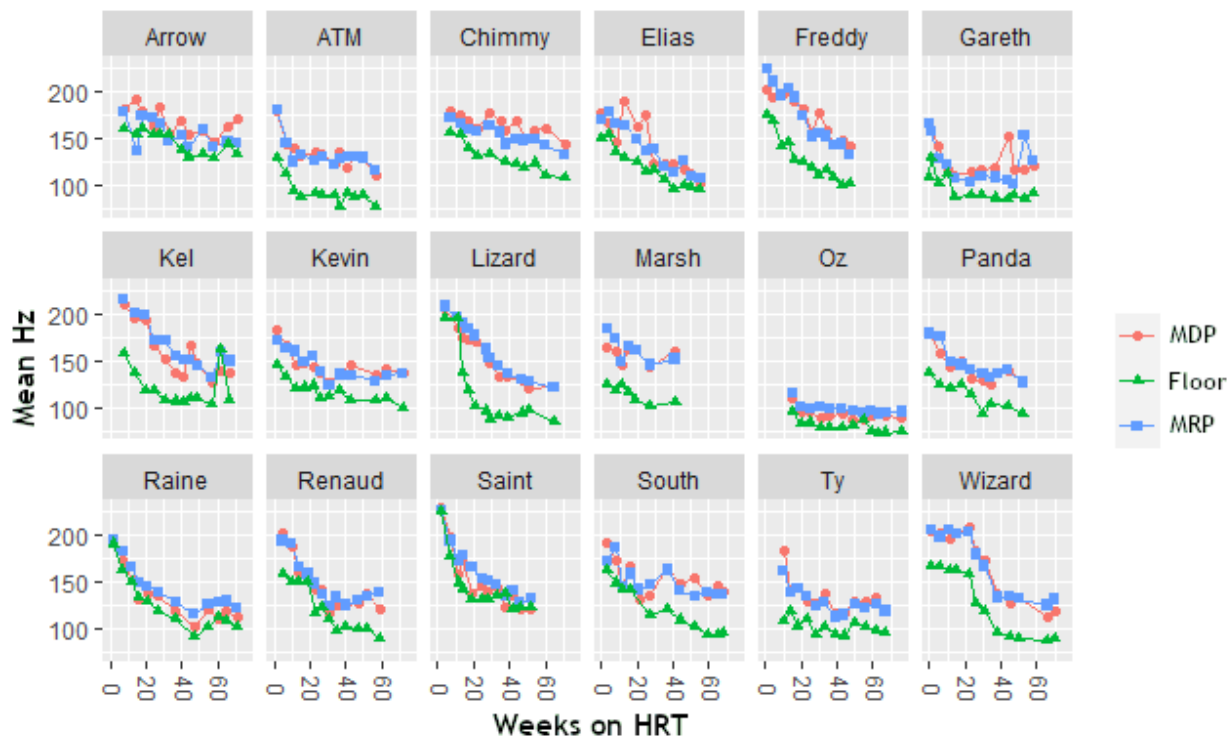 Arrow ATM Chimmy Elias Freddy Gareth
200
150
100
Kel Kevin Lizard Marsh Oz Panda
200
150
100
Raine Renaud Saint South Ty Wizard
200
150
100
0 20 40 60 0 20 40 60 0 20 40 60 0 20 40 60 0 20 40 60 0 20 40 60
Weeks on HRT
Mean Hz
MDP
Floor
MRP